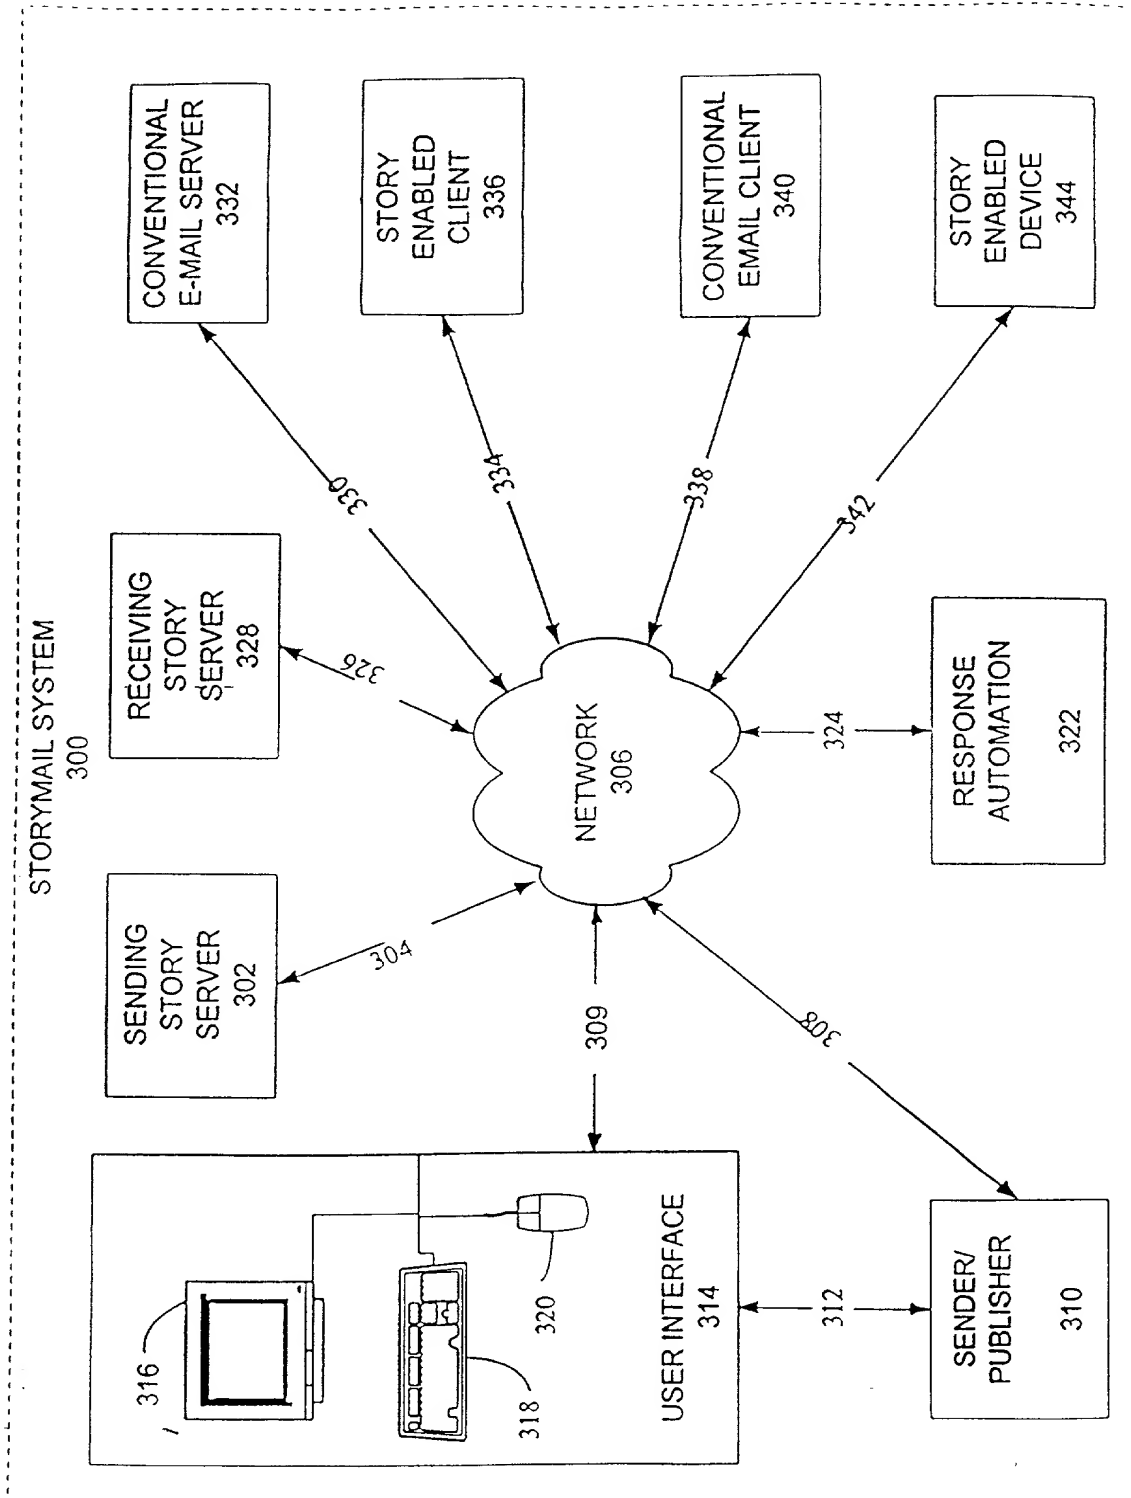 STORYMAIL SYSTEM
300
SENDING
STORY
SERVER
302
RECEIVING
STORY
SERVER
328
CONVENTIONAL
E-MAIL SERVER
332
304
326
330
STORY
ENABLED
CLIENT
336
334
316
318
320
USER INTERFACE
314
309
NETWORK
306
338
CONVENTIONAL
EMAIL CLIENT
340
312
308
324
342
SENDER/
PUBLISHER
310
RESPONSE
AUTOMATION
322
STORY
ENABLED
DEVICE
344